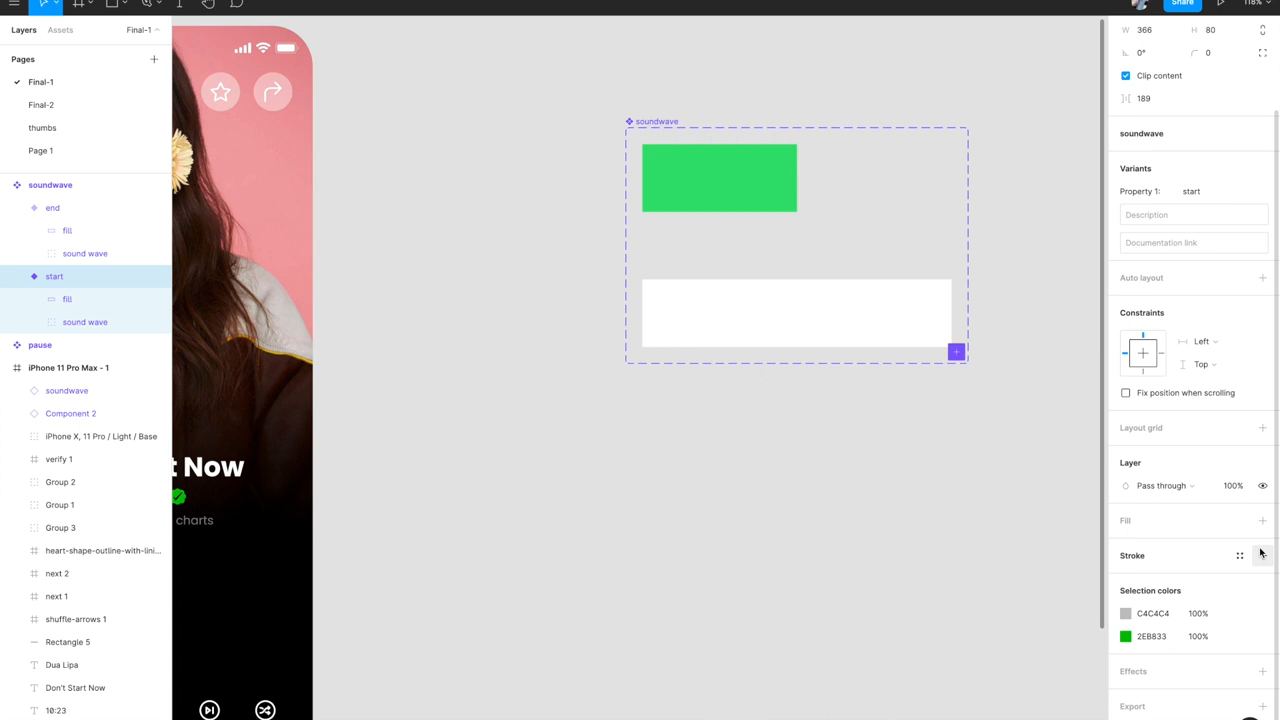 Share
118%
Layers
Assets
Final-1
Pages
Final-1
Final-2
thumbs
Page 1
soundwave
end
fill
sound wave
start
fill
sound wave
pause
iPhone 11 Pro Max - 1
soundwave
Component 2
iPhone X, 11 Pro / Light / Base
verify 1
Group 2
Group 1
Group 3
heart-shape-outline-with-lini...
next 2
next 1
shuffle-arrows 1
Rectangle 5
Dua Lipa
Don't Start Now
10:23
t Now
charts
soundwave
W 366 H 80
0° 0
Clip content
189
soundwave
Variants
Property 1: start
Description
Documentation link
Auto layout
Constraints
Left
Top
Fix position when scrolling
Layout grid
Layer
Pass through 100%
Fill
Stroke
Selection colors
C4C4C4 100%
2EB833 100%
Effects
Export